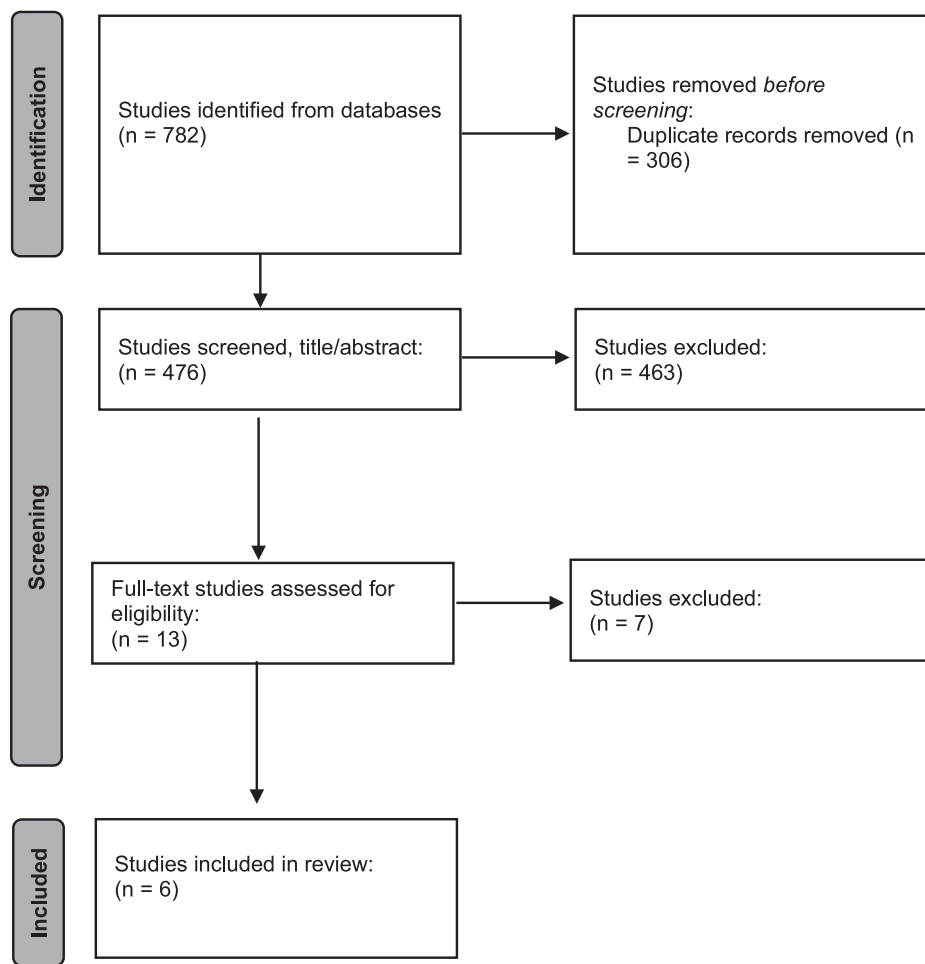 Identification
Studies identified from databases
(n = 782)
Studies removed before
screening:
Duplicate records removed (n
= 306)
Screening
Studies screened, title/abstract:
(n = 476)
Studies excluded:
(n = 463)
Full-text studies assessed for
eligibility:
(n = 13)
Studies excluded:
(n = 7)
Included
Studies included in review:
(n = 6)